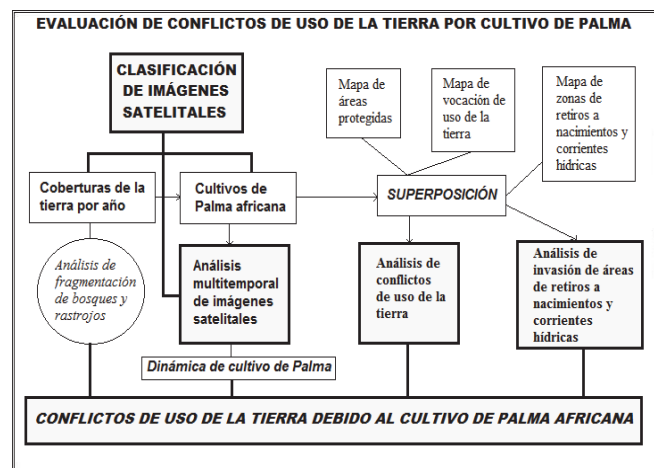 EVALUACIÓN DE CONFLICTOS DE USO DE LA TIERRA POR CULTIVO DE PALMA
CLASIFICACIÓN
DE IMÁGENES
SATELITALES
Mapa de
áreas
protegidas
Mapa de
vocación de
uso de la
tierra
Mapa de
zonas de
retiros a
nacimientos y
corrientes
hídricas
Coberturas de la
tierra por año
Cultivos de
Palma africana
SUPERPOSICIÓN
Análisis de
fragmentación
de bosques y
rastrojos
Análisis
multitemporal
de imágenes
satelitales
Análisis de
conflictos
de uso de la
tierra
Análisis de
invasión de áreas
de retiros a
nacimientos y
corrientes
hídricas
Dinámica de cultivo de Palma
CONFLICTOS DE USO DE LA TIERRA DEBIDO AL CULTIVO DE PALMA AFRICANA